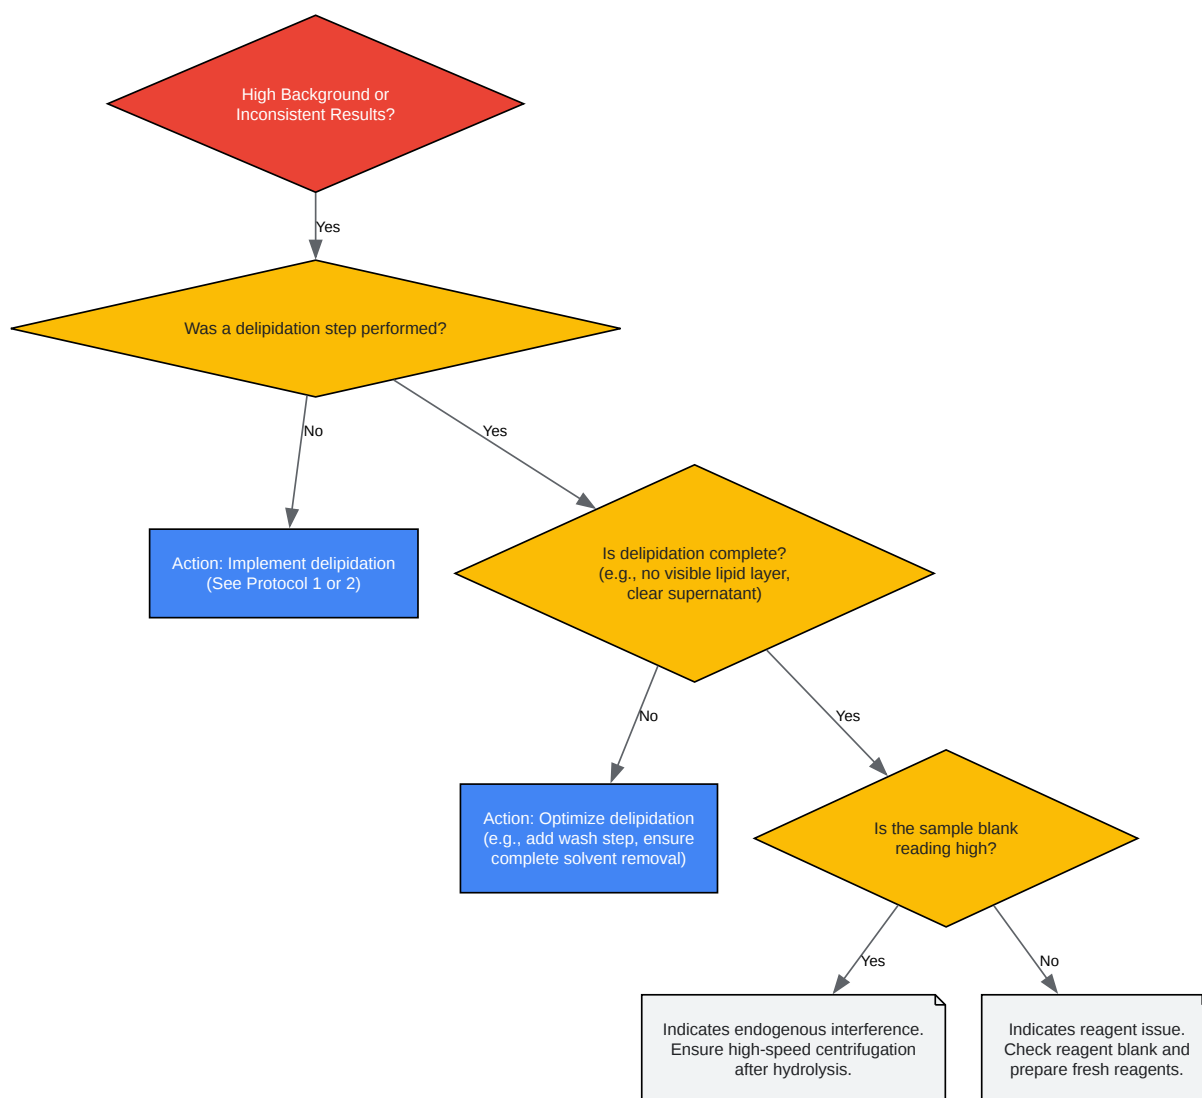 High Background or
Inconsistent Results?
Yes
Was a delipidation step performed?
No
Yes
Action: Implement delipidation
(See Protocol 1 or 2)
Is delipidation complete?
(e.g., no visible lipid layer,
clear supernatant)
No
Yes
Action: Optimize delipidation
(e.g., add wash step, ensure
complete solvent removal)
Is the sample blank
reading high?
Yes
No
Indicates endogenous interference.
Ensure high-speed centrifugation
after hydrolysis.
Indicates reagent issue.
Check reagent blank and
prepare fresh reagents.